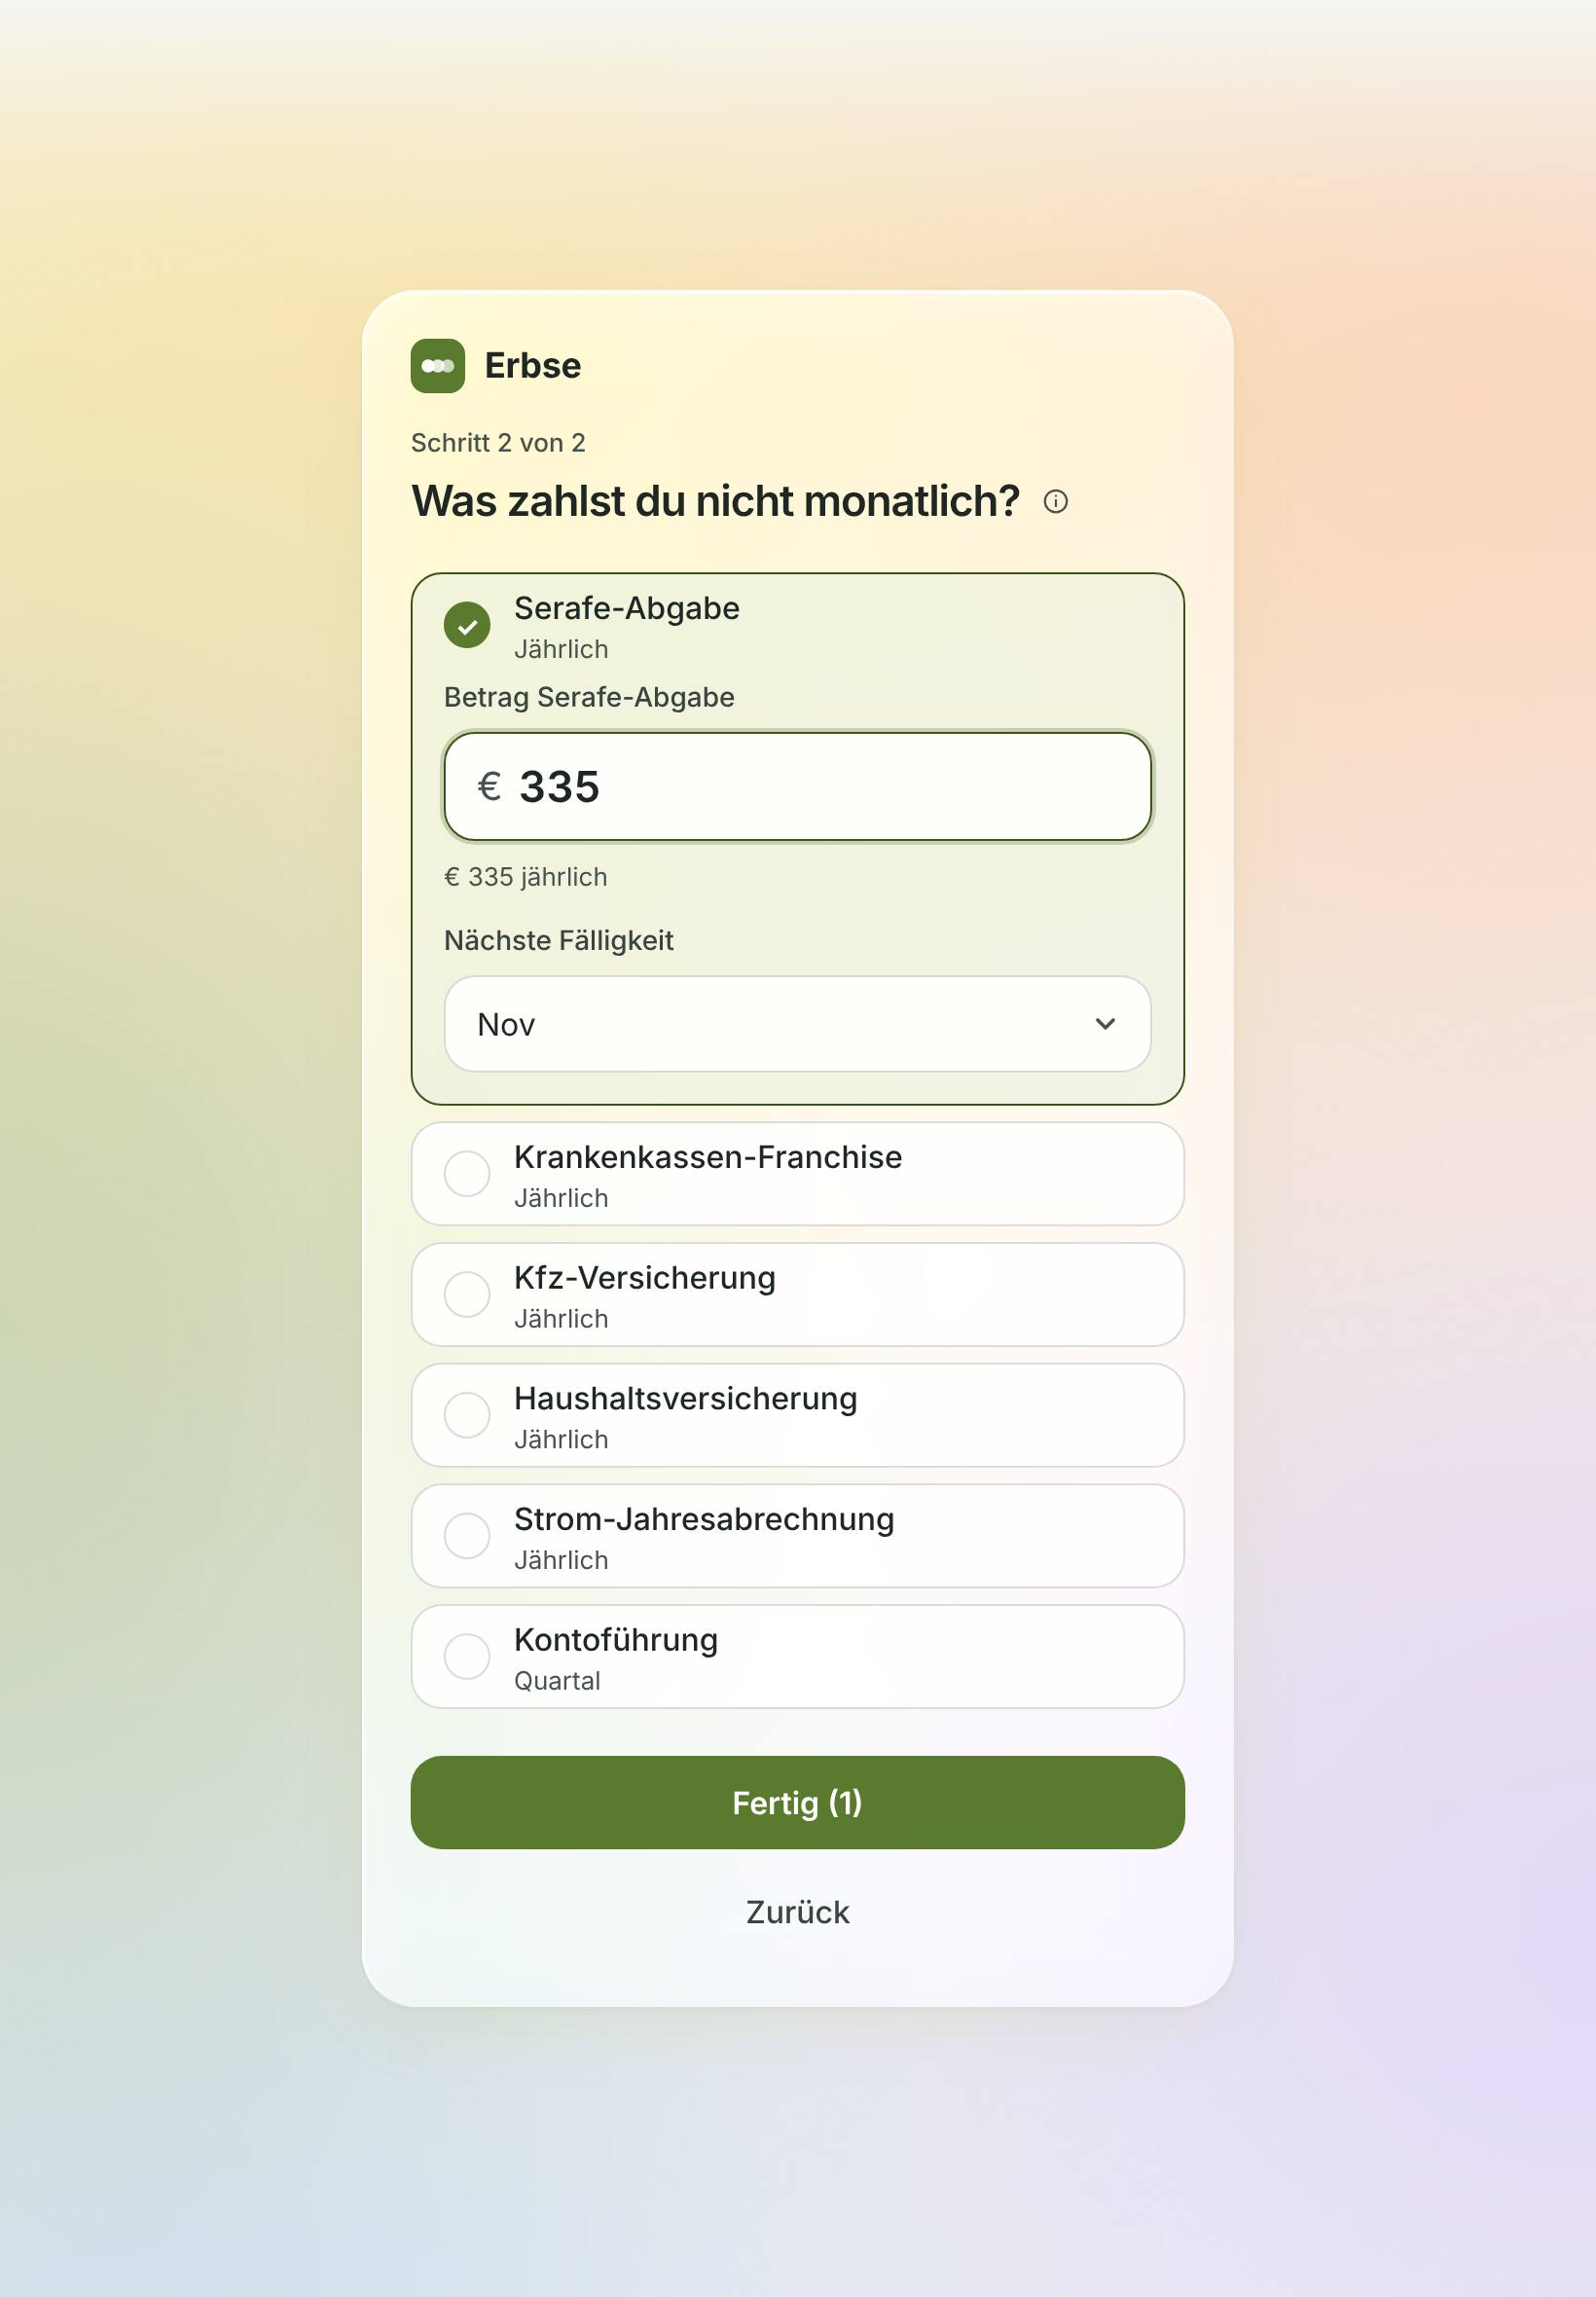 Erbse
Schritt 2 von 2
Was zahlst du nicht monatlich?
Serafe-Abgabe
Jährlich
Betrag Serafe-Abgabe
€ 335
€ 335 jährlich
Nächste Fälligkeit
Nov
Krankenkassen-Franchise
Jährlich
Kfz-Versicherung
Jährlich
Haushaltsversicherung
Jährlich
Strom-Jahresabrechnung
Jährlich
Kontoführung
Quartal
Fertig (1)
Zurück